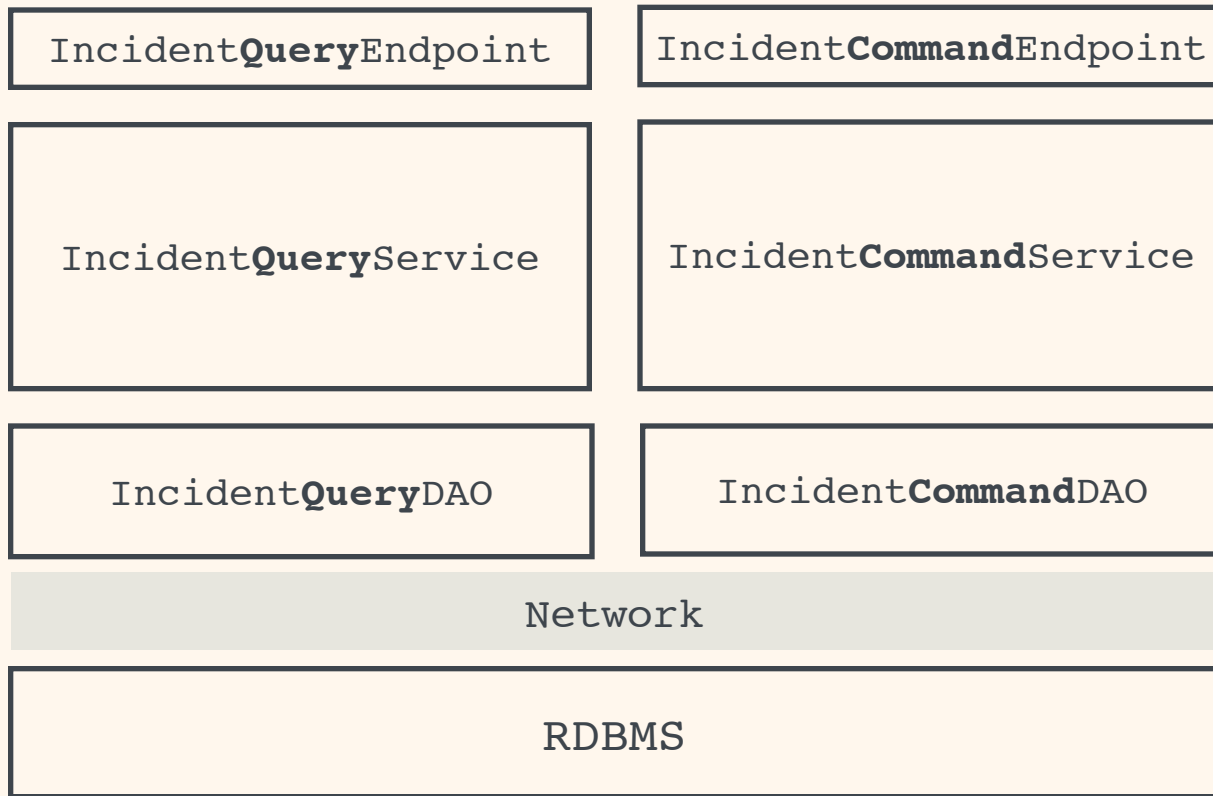 IncidentQueryEndpoint
IncidentCommandEndpoint
IncidentQueryService
IncidentCommandService
IncidentQueryDAO
IncidentCommandDAO
Network
RDBMS